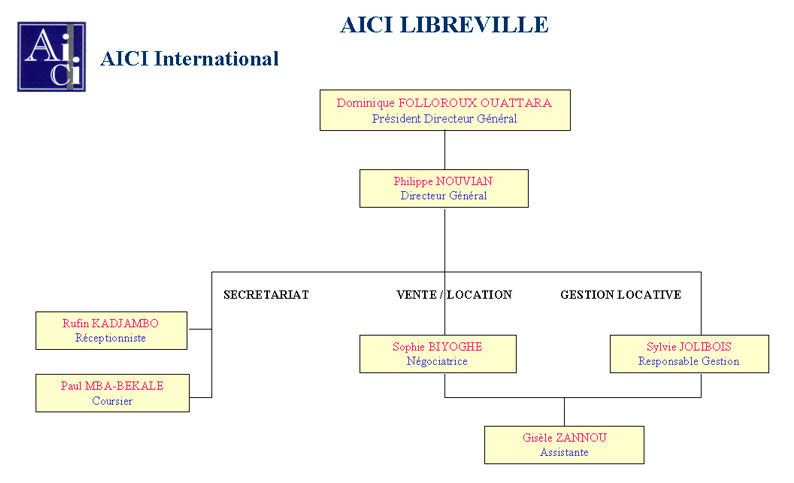 AICI LIBREVILLE
Aici
AICI International
Dominique FOLLOROUX OUATTARA
Président Directeur Général
Philippe NOUVIAN
Directeur Général
SECRETARIAT
VENTE / LOCATION
GESTION LOCATIVE
Rufin KADJAMBO
Réceptionniste
Sophie BIYOGHE
Négociatrice
Sylvie JOLIBOIS
Responsable Gestion
Paul MBA-BEKALE
Coursier
Gisèle ZANNOU
Assistante